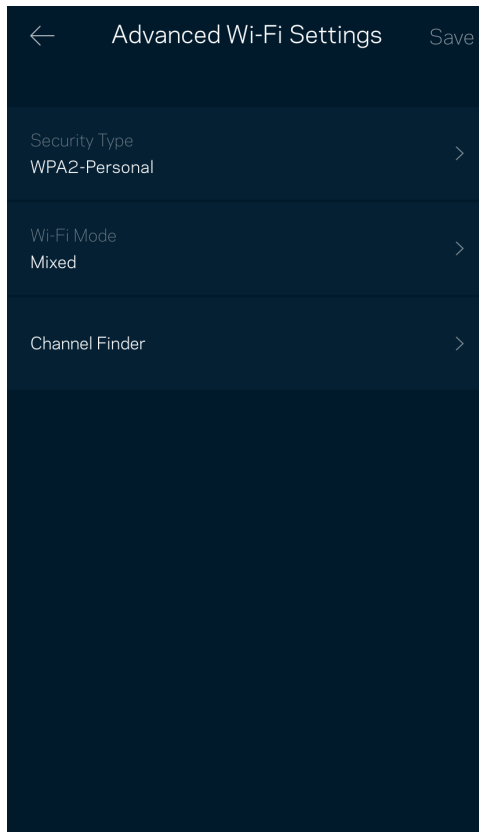 Advanced Wi-Fi Settings Save
Security Type
WPA2-Personal
Wi-Fi Mode
Mixed
Channel Finder